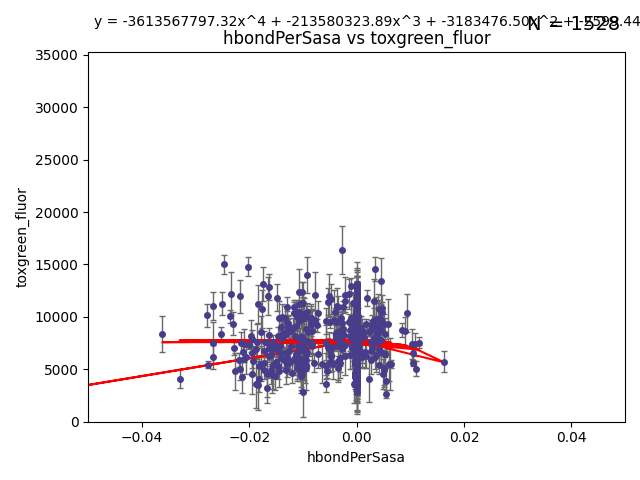 y = -3613567797.32x^4 + -213580323.89x^3 + -3183476.50x^2 +
N = 1528
hbondPerSasa vs toxgreen_fluor
35000
30000
25000
20000
15000
10000
5000
0
toxgreen_fluor
−0.04
−0.02
0.00
0.02
0.04
hbondPerSasa